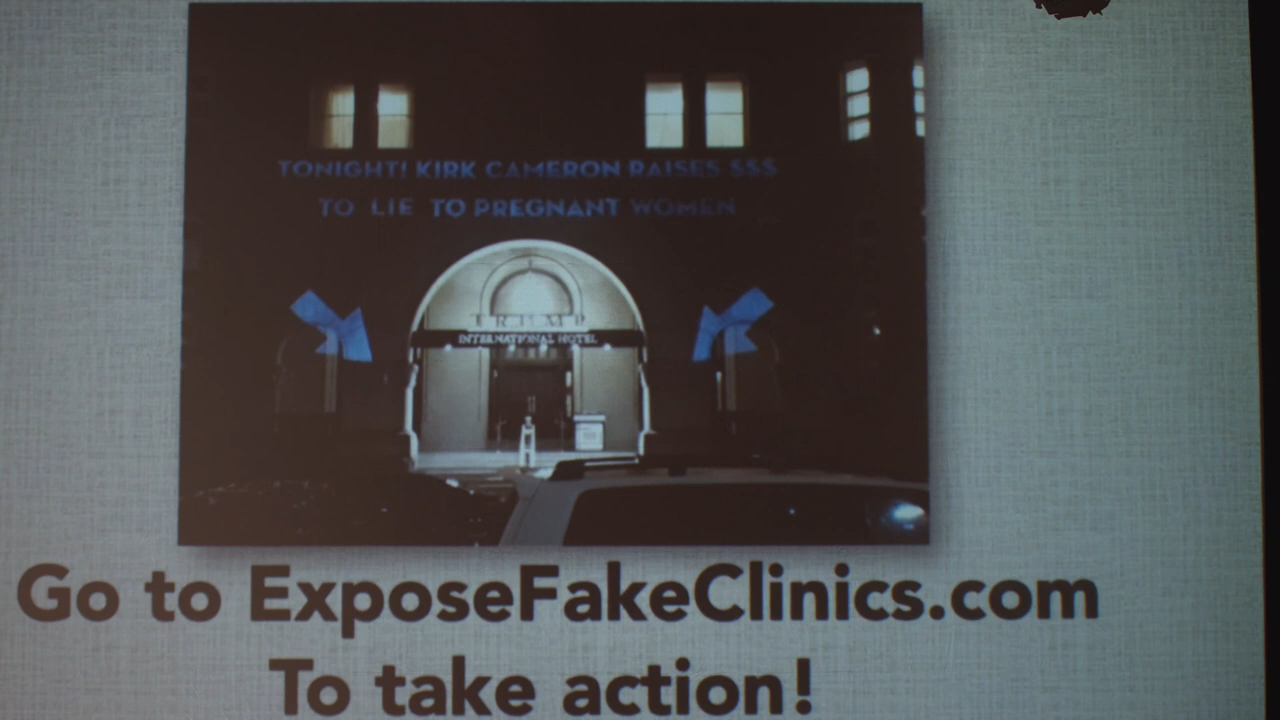 TONIGHT! KIRK CAMERON RAISES $$$
TO LIE TO PREGNANT WOMEN
TRUMP
INTERNATIONAL HOTEL
Go to ExposeFakeClinics.com
To take action!